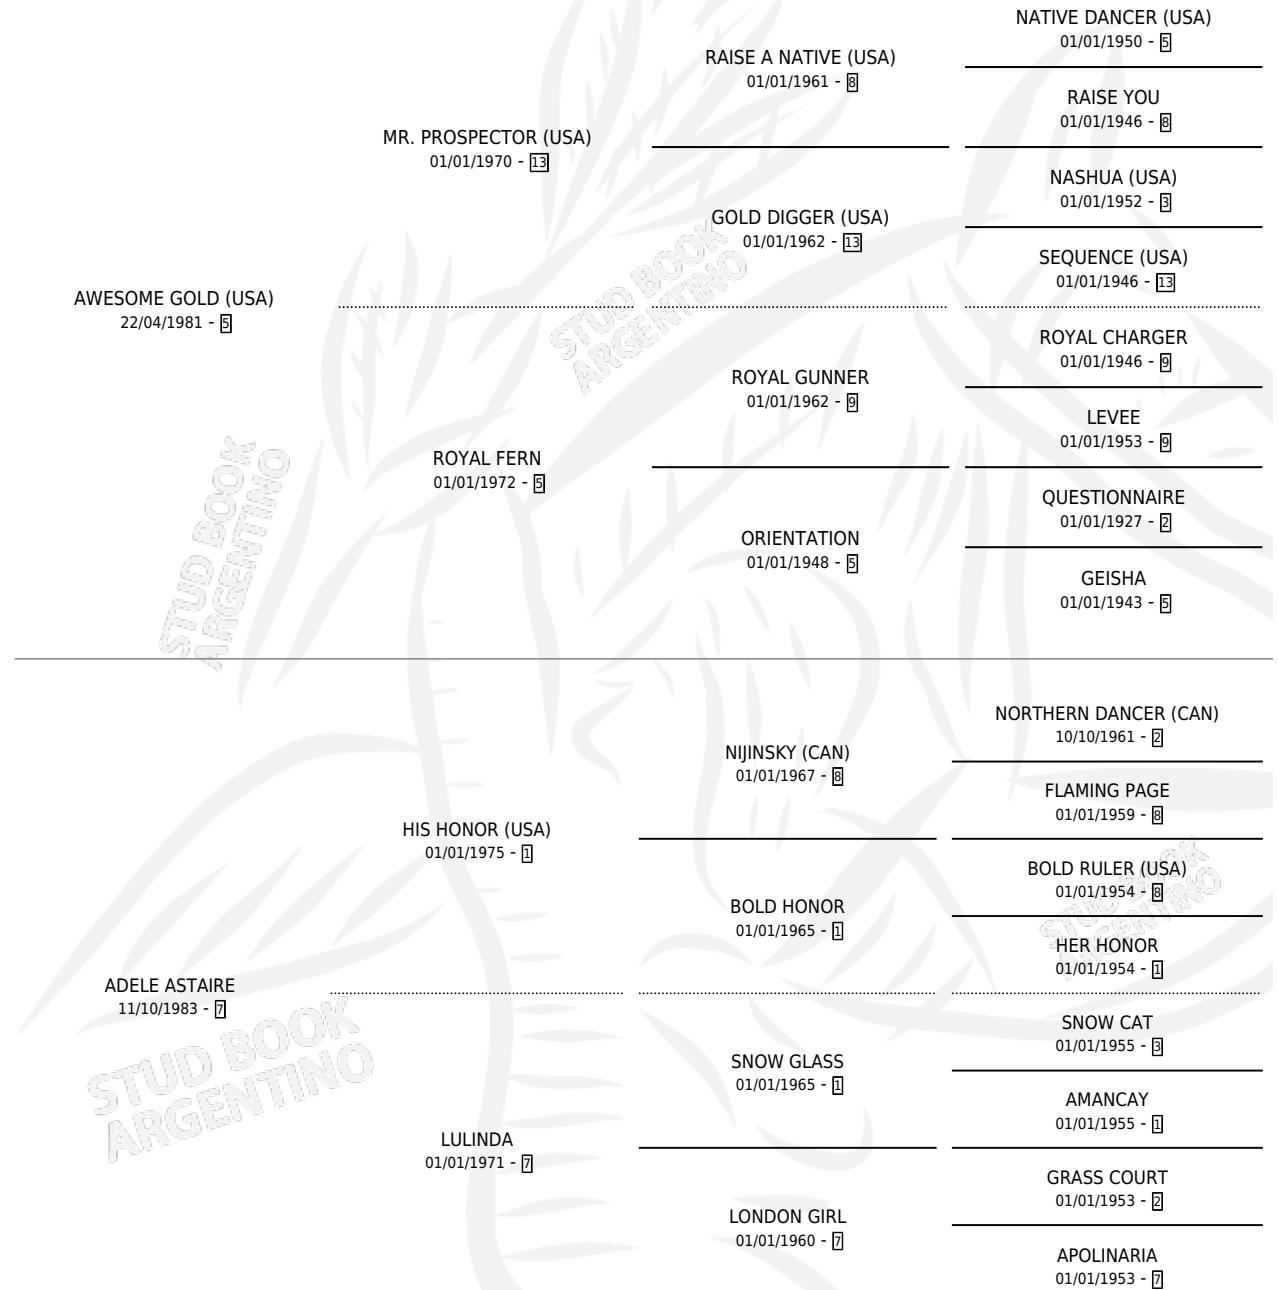 NATIVE DANCER (USA)
01/01/1950 - 5
RAISE A NATIVE (USA)
01/01/1961 - 8
RAISE YOU
01/01/1946 - 8
MR. PROSPECTOR (USA)
01/01/1970 - 13
NASHUA (USA)
01/01/1952 - 3
GOLD DIGGER (USA)
01/01/1962 - 13
SEQUENCE (USA)
01/01/1946 - 13
AWESOME GOLD (USA)
22/04/1981 - 5
ROYAL CHARGER
01/01/1946 - 9
ROYAL GUNNER
01/01/1962 - 9
LEVEE
01/01/1953 - 9
ROYAL FERN
01/01/1972 - 5
QUESTIONNAIRE
01/01/1927 - 2
ORIENTATION
01/01/1948 - 5
GEISHA
01/01/1943 - 5
NORTHERN DANCER (CAN)
10/10/1961 - 2
NIJINSKY (CAN)
01/01/1967 - 8
FLAMING PAGE
01/01/1959 - 8
HIS HONOR (USA)
01/01/1975 - 1
BOLD RULER (USA)
01/01/1954 - 8
BOLD HONOR
01/01/1965 - 1
HER HONOR
01/01/1954 - 1
ADELE ASTAIRE
11/10/1983 - 7
SNOW CAT
01/01/1955 - 3
SNOW GLASS
01/01/1965 - 1
AMANCAY
01/01/1955 - 1
LULINDA
01/01/1971 - 7
GRASS COURT
01/01/1953 - 2
LONDON GIRL
01/01/1960 - 7
APOLINARIA
01/01/1953 - 7
STUD BOOK
ARGENTINO
STUD BOOK
ARGENTINO
STUD BOOK
ARGENTINO
STUD BOOK
ARGENTINO